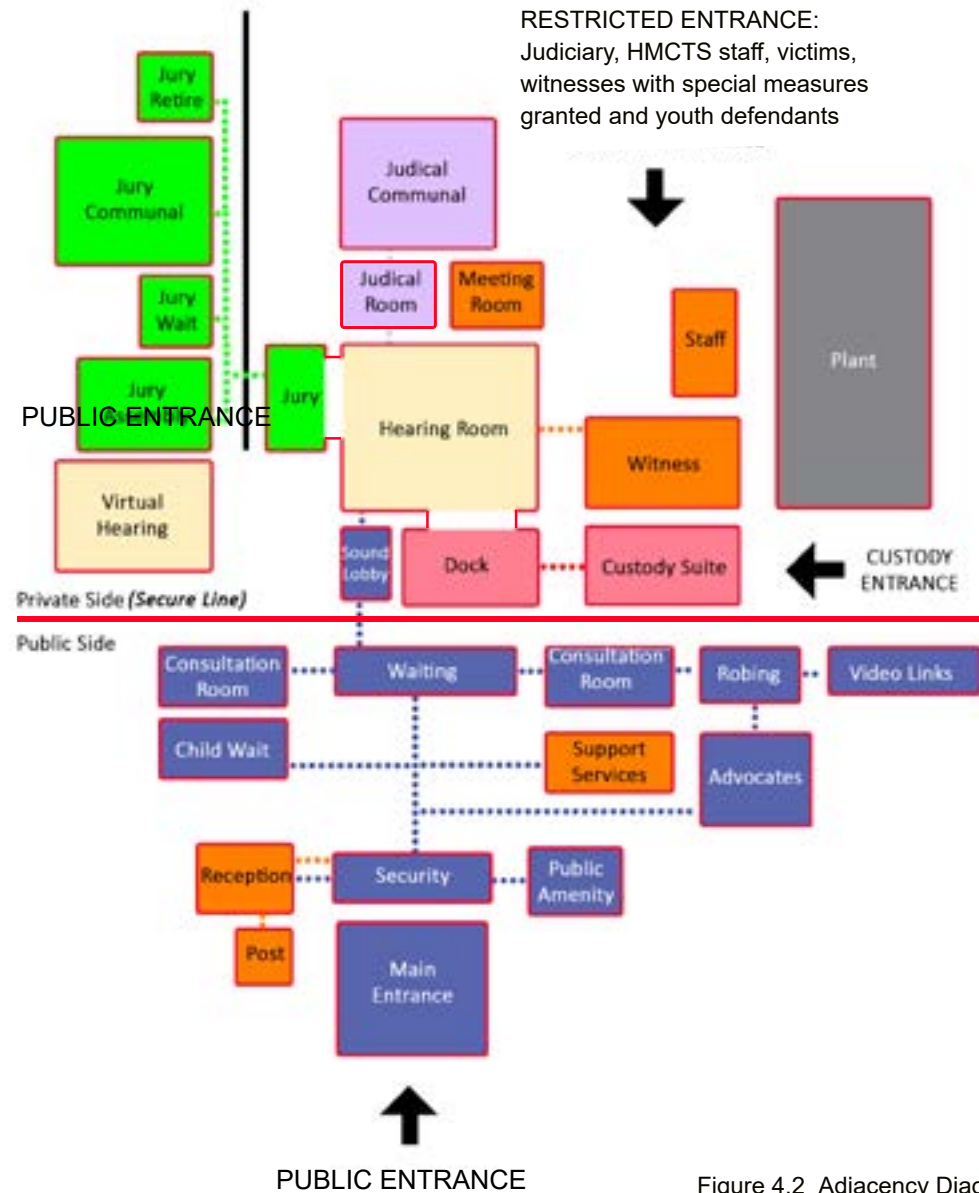 RESTRICTED ENTRANCE:
Judiciary, HMCTS staff, victims,
witnesses with special measures
granted and youth defendants
Jury
Retire
Jury
Communal
Judical
Communal
Jury
Wait
Judical
Room
Meeting
Room
Staff
Plant
Jury
PUBLIC ENTRANCE
Jury
Hearing Room
Witness
Virtual
Hearing
Sound
Lobby
Dock
Custody Suite
CUSTODY
ENTRANCE
Private Side (Secure Line)
Public Side
Consultation
Room
Waiting
Consultation
Room
Robing
Video Links
Child Wait
Support
Services
Advocates
Reception
Security
Public
Amenity
Post
Main
Entrance
PUBLIC ENTRANCE
Figure 4.2 Adjacency Diag